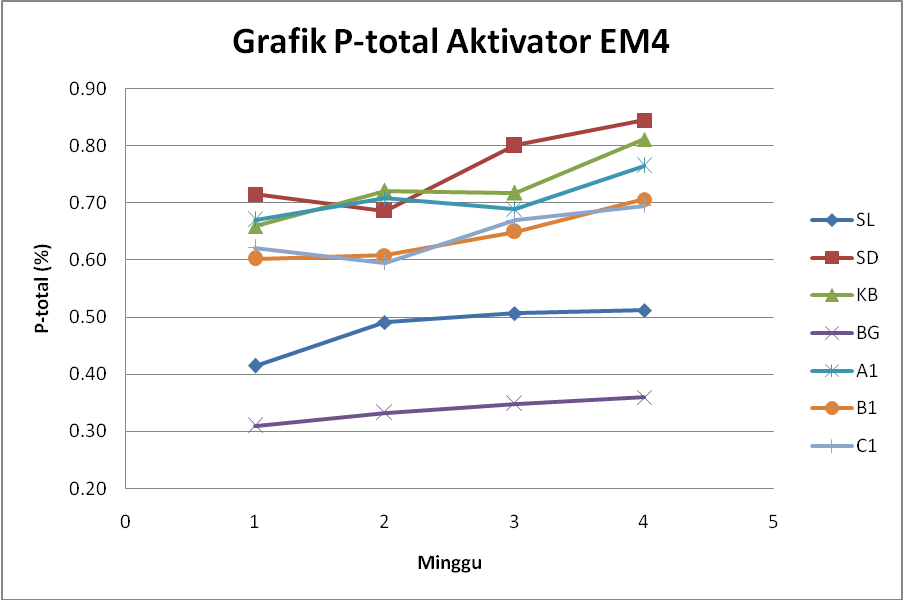 Grafik P-total Aktivator EM4
0.90
0.80
0.70
0.60
0.50
0.40
0.30
0.20
P-total (%)
0 1 2 3 4 5
Minggu
SL
SD
KB
BG
A1
B1
C1